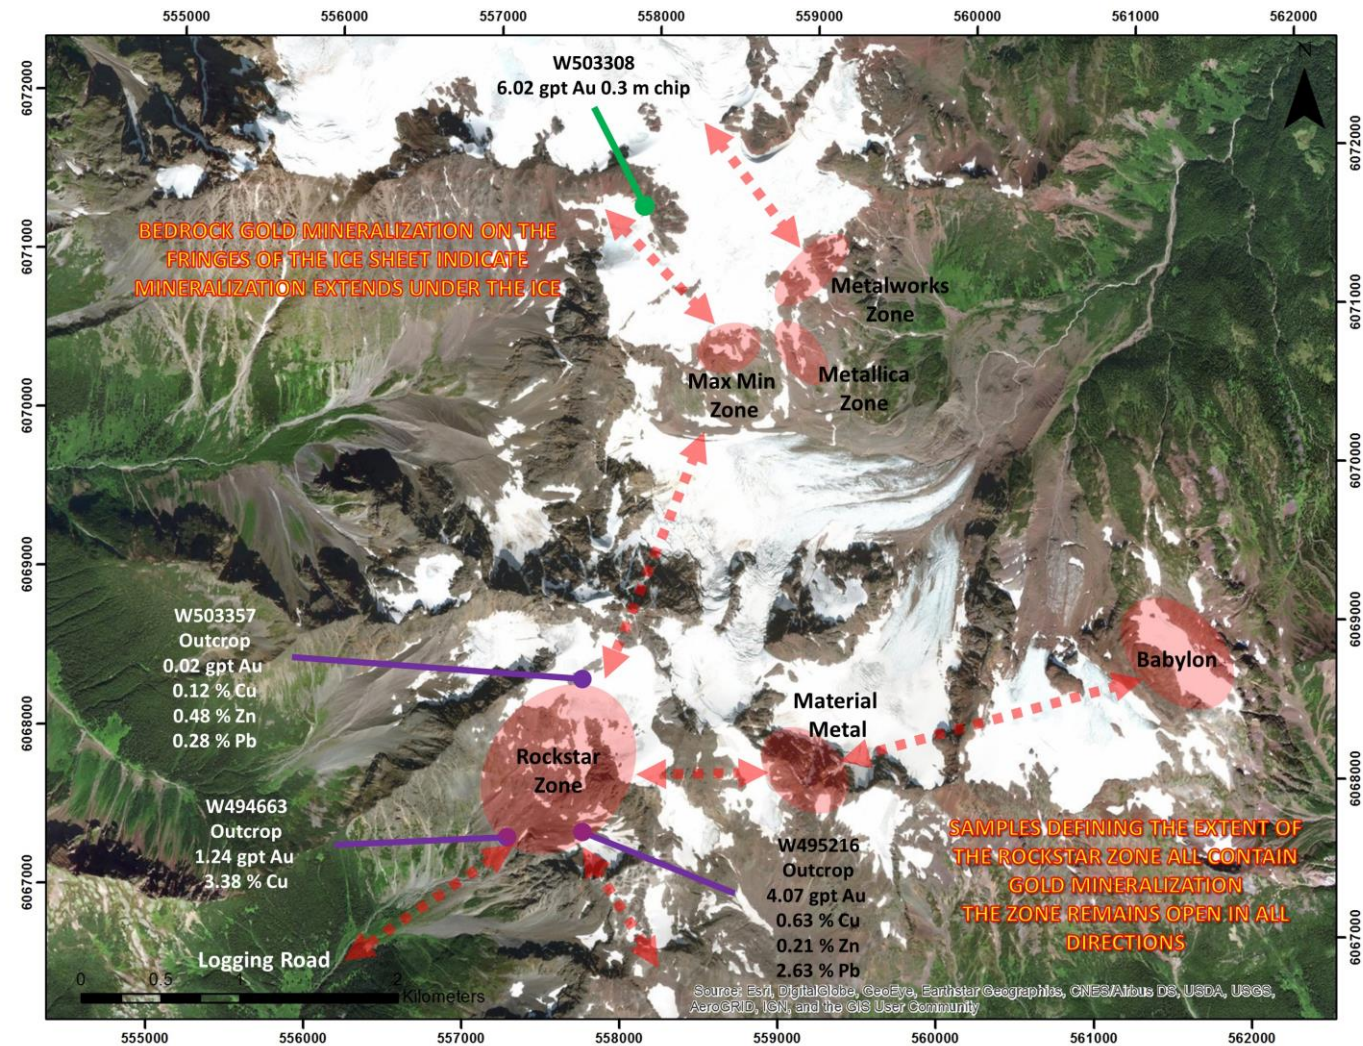 555000 556000 557000 558000 559000 560000 561000 562000
6072000
6071000
6070000
6069000
6068000
6067000
N
6072000
6071000
6070000
6069000
6068000
6067000
W503308
6.02 gpt Au 0.3 m chip
BEDROCK GOLD MINERALIZATION ON THE
FRINGES OF THE ICE SHEET INDICATE
MINERALIZATION EXTENDS UNDER THE ICE
Metalworks
Zone
Max Min
Zone
Metallica
Zone
W503357
Outcrop
0.02 gpt Au
0.12 % Cu
0.48 % Zn
0.28 % Pb
Babylon
Material
Metal
Rockstar
Zone
W494663
Outcrop
1.24 gpt Au
3.38 % Cu
W495216
Outcrop
4.07 gpt Au
0.63 % Cu
0.21 % Zn
2.63 % Pb
SAMPLES DEFINING THE EXTENT OF
THE ROCKSTAR ZONE ALL CONTAIN
GOLD MINERALIZATION
THE ZONE REMAINS OPEN IN ALL
DIRECTIONS
Logging Road
0 0.5 1 2
Kilometers
Source: Esri, DigitalGlobe, GeoEye, Earthstar Geographics, CNES/Airbus DS, USDA, USGS,
AeroGRID, IGN, and the GIS User Community
555000 556000 557000 558000 559000 560000 561000 562000